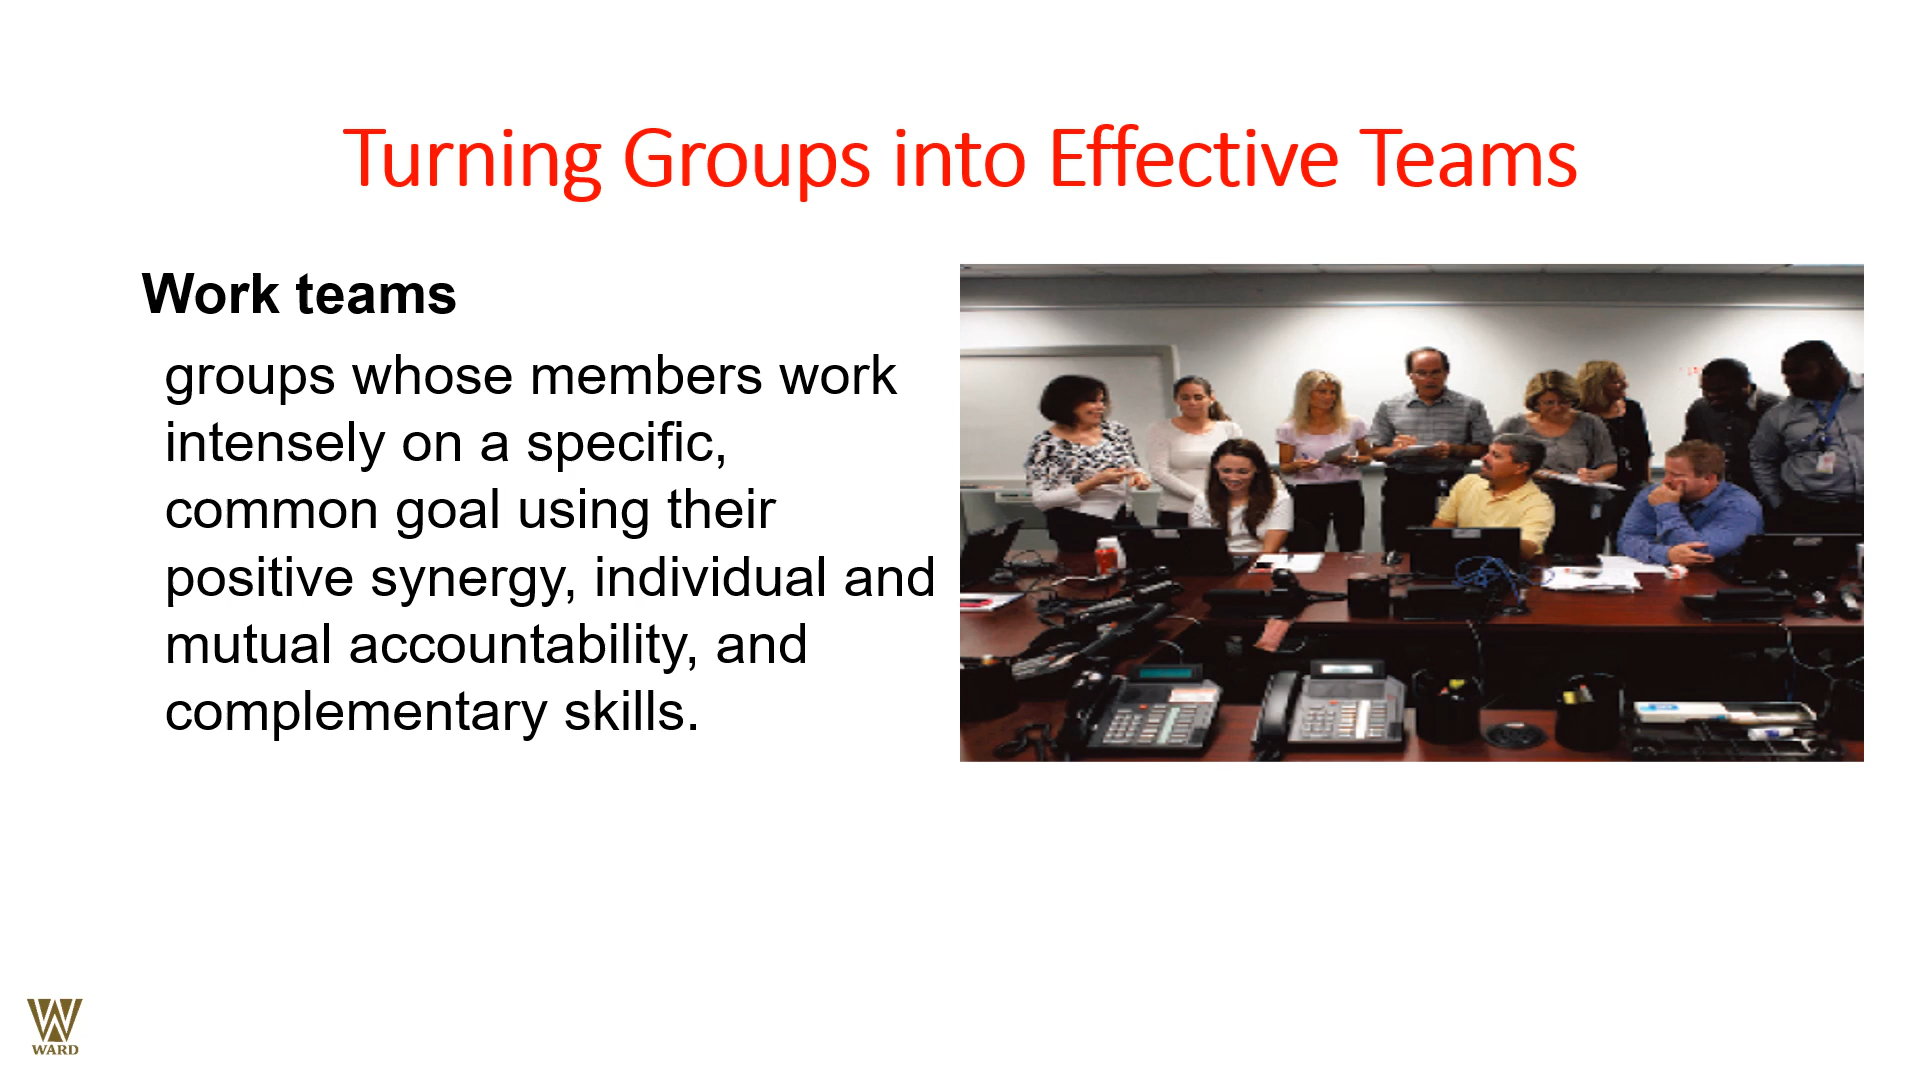 Turning Groups into Effective Teams
Work teams
groups whose members work
intensely on a specific,
common goal using their
positive synergy, individual and
mutual accountability, and
complementary skills.
WARD